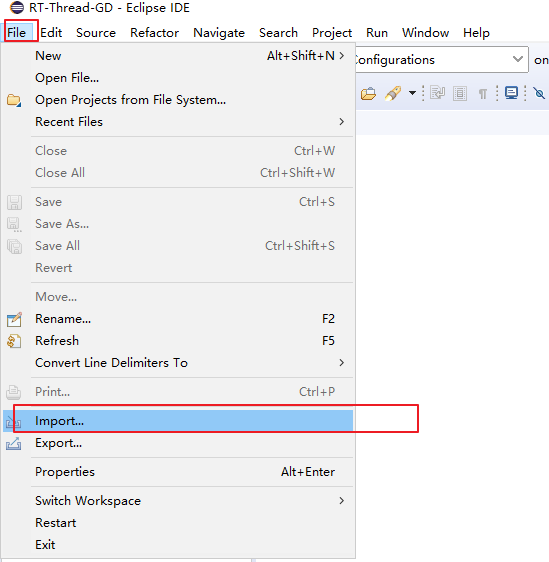 RT-Thread-GD - Eclipse IDE
File Edit Source Refactor Navigate Search Project Run Window Help
New Alt+Shift+N
Configurations on
Open File...
Open Projects from File System...
Recent Files
Close Ctrl+W
Close All Ctrl+Shift+W
Save Ctrl+S
Save As...
Save All Ctrl+Shift+S
Revert
Move...
Rename... F2
Refresh F5
Convert Line Delimiters To
Print... Ctrl+P
Import...
Export...
Properties Alt+Enter
Switch Workspace
Restart
Exit